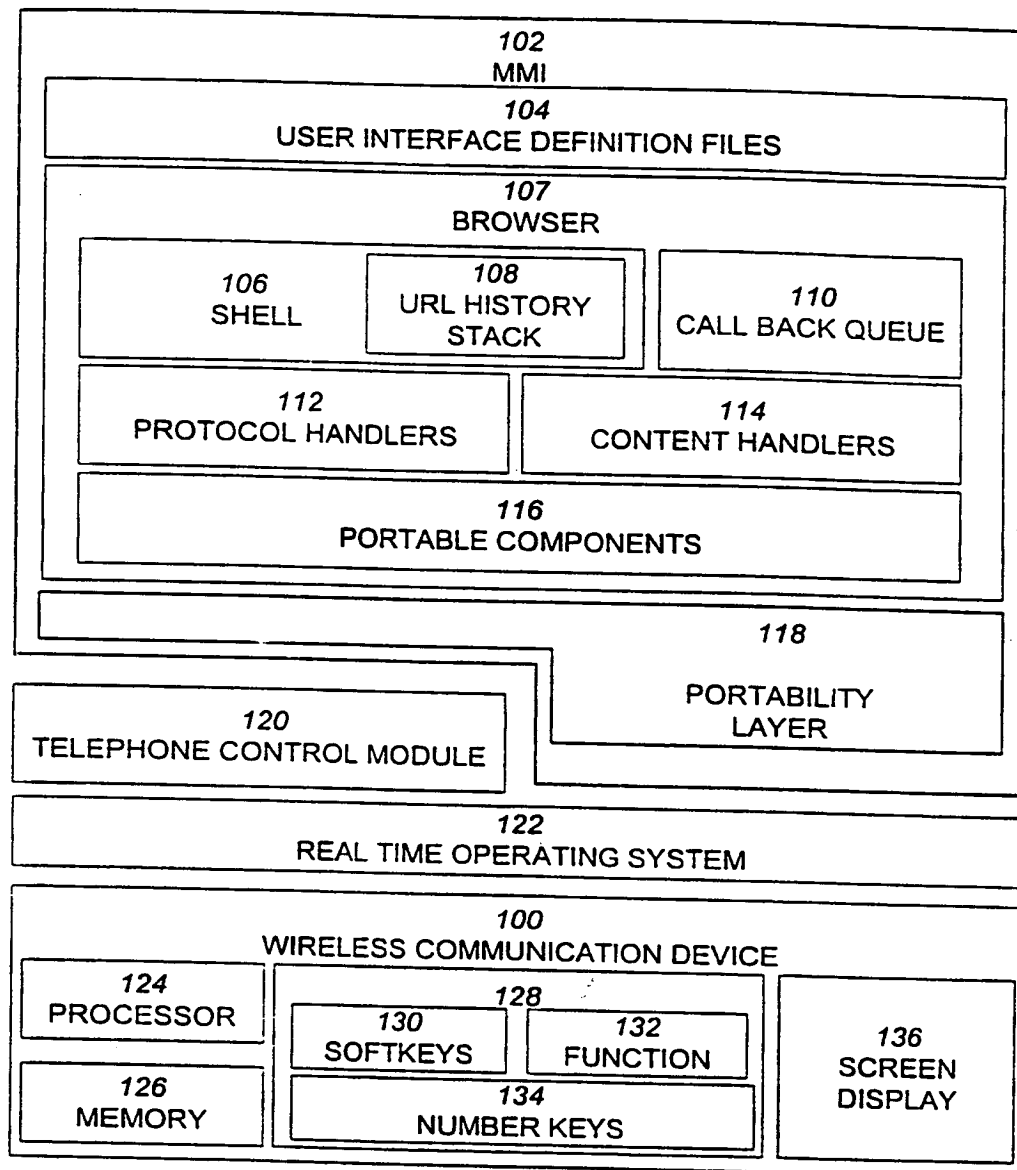 102
MMI
104
USER INTERFACE DEFINITION FILES
107
BROWSER
106
SHELL
108
URL HISTORY
STACK
110
CALL BACK QUEUE
112
PROTOCOL HANDLERS
114
CONTENT HANDLERS
116
PORTABLE COMPONENTS
118
PORTABILITY
LAYER
120
TELEPHONE CONTROL MODULE
122
REAL TIME OPERATING SYSTEM
100
WIRELESS COMMUNICATION DEVICE
124
PROCESSOR
126
MEMORY
128
130
SOFTKEYS
132
FUNCTION
134
NUMBER KEYS
136
SCREEN
DISPLAY